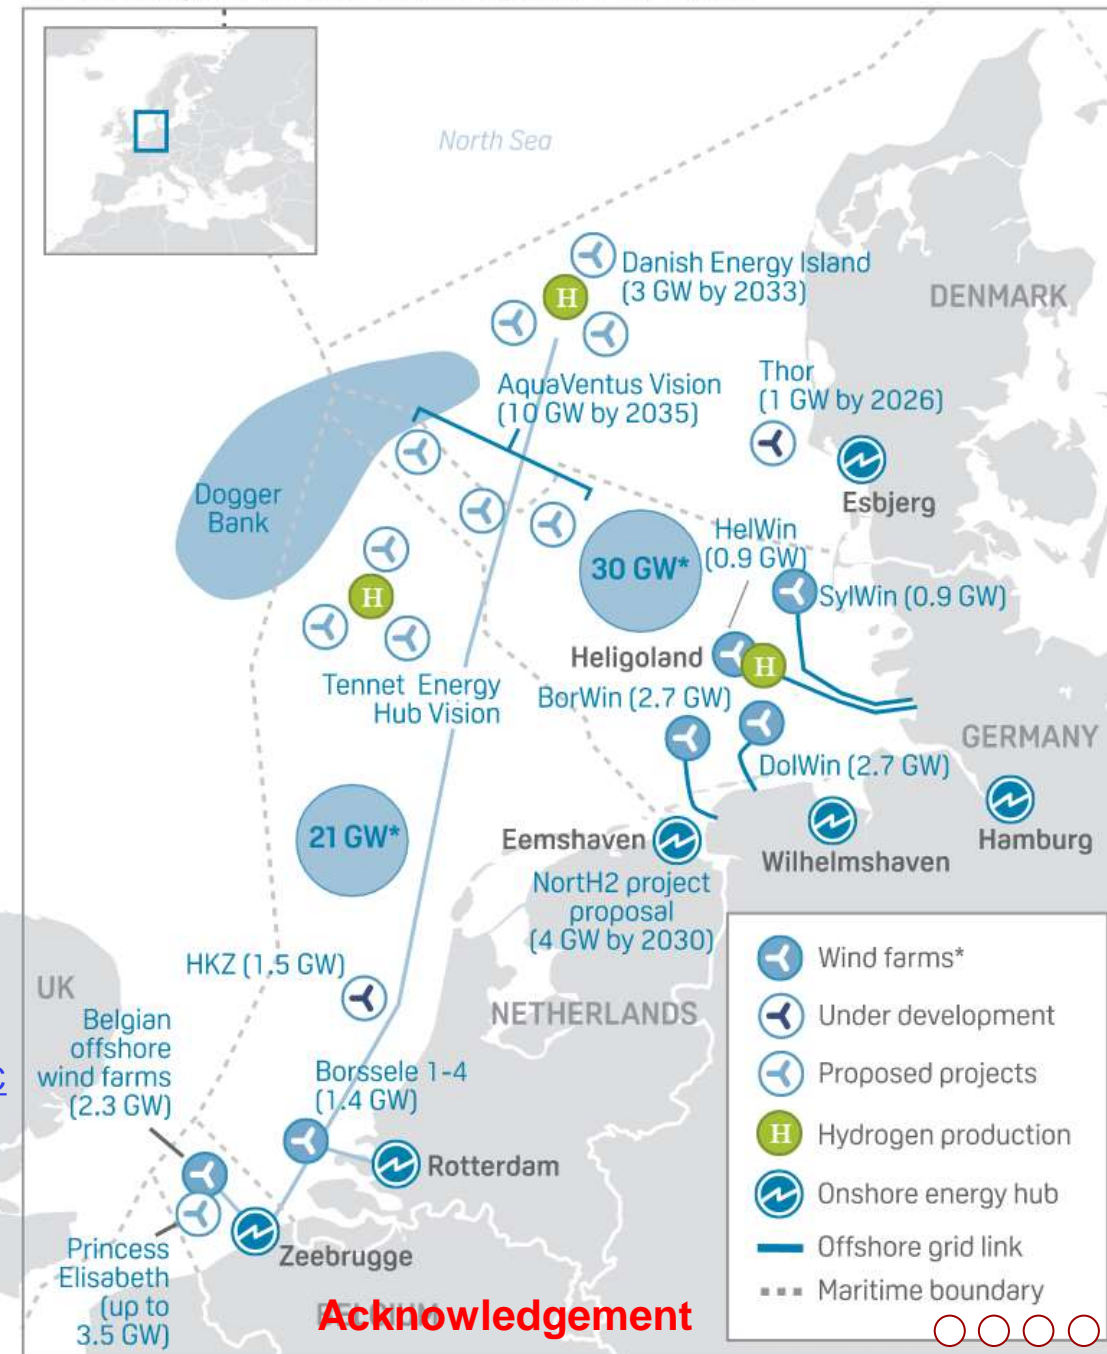 North Sea
Danish Energy Island
(3 GW by 2033)
H
DENMARK
AquaVentus Vision
(10 GW by 2035)
Thor
(1 GW by 2026)
Esbjerg
Dogger
Bank
HelWin
(0.9 GW)
30 GW*
SylWin (0.9 GW)
H
Heligoland
H
Tennet Energy
Hub Vision
BorWin (2.7 GW)
GERMANY
DolWin (2.7 GW)
21 GW*
Eemshaven
Wilhelmshaven
Hamburg
NortH2 project
proposal
(4 GW by 2030)
HKZ (1.5 GW)
UK
NETHERLANDS
Belgian
offshore
wind farms
(2.3 GW)
Borssele 1-4
(1.4 GW)
Rotterdam
Zeebrugge
Princess
Elisabeth
(up to
3.5 GW)
BELGIUM
Acknowledgement
Wind farms*
Under development
Proposed projects
H Hydrogen production
Onshore energy hub
Offshore grid link
Maritime boundary